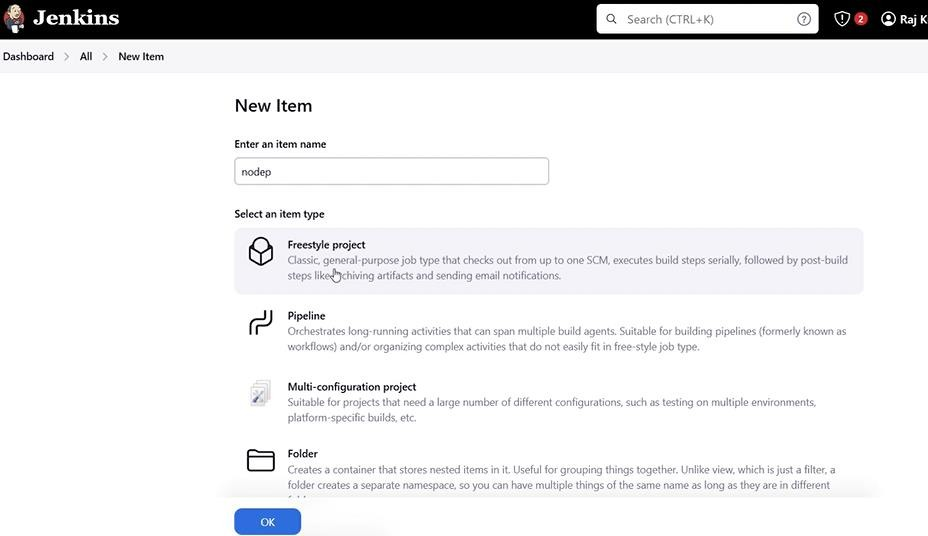 Jenkins
Search (CTRL+K)
2
Raj K
Dashboard > All > New Item
New Item
Enter an item name
nodep
Select an item type
Freestyle project
Classic, general-purpose job type that checks out from up to one SCM, executes build steps serially, followed by post-build
steps like archiving artifacts and sending email notifications.
Pipeline
Orchestrates long-running activities that can span multiple build agents. Suitable for building pipelines (formerly known as
workflows) and/or organizing complex activities that do not easily fit in free-style job type.
Multi-configuration project
Suitable for projects that need a large number of different configurations, such as testing on multiple environments,
platform-specific builds, etc.
Folder
Creates a container that stores nested items in it. Useful for grouping things together. Unlike view, which is just a filter, a
folder creates a separate namespace, so you can have multiple things of the same name as long as they are in different
OK